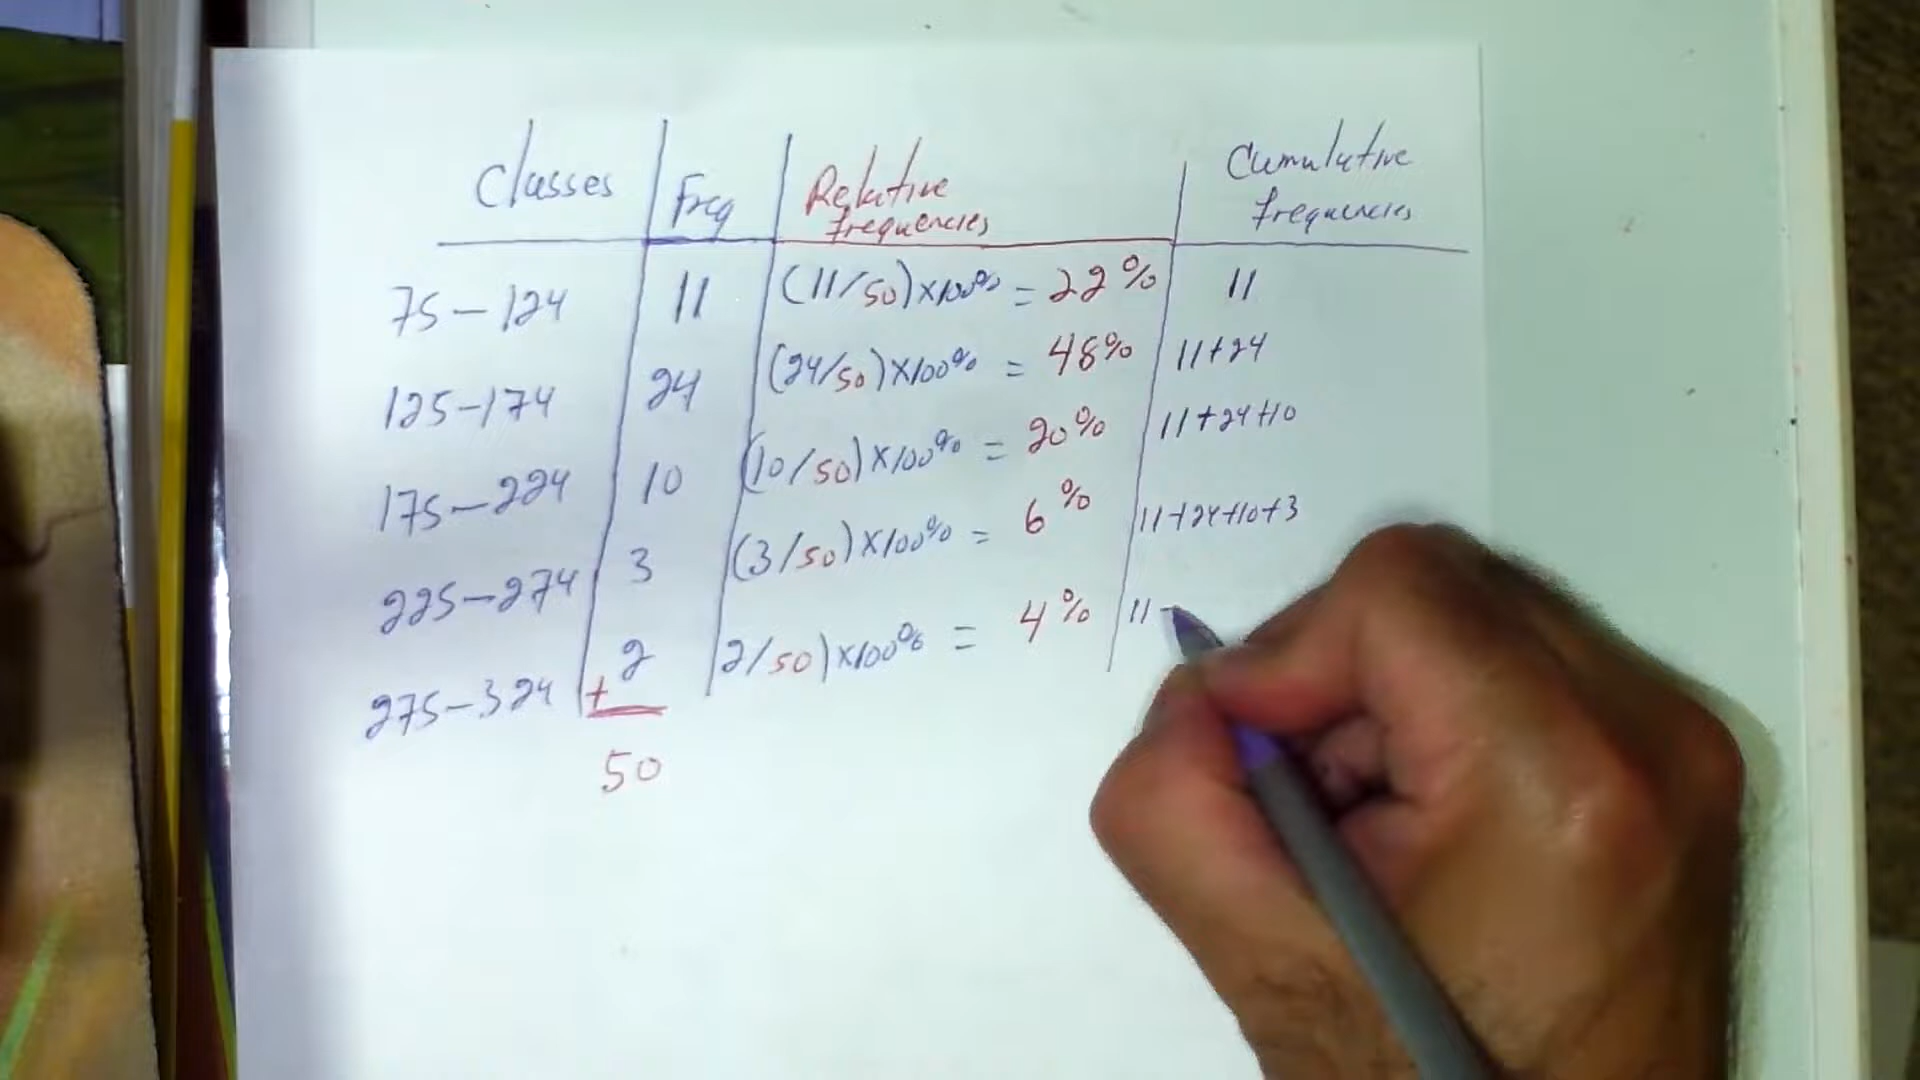 Classes Freq Relative frequencies Cumulutive frequencies
75-124 11 (11/50)x100% = 22% 11
125-174 24 (24/50)x100% = 48% 11+24
175-224 10 (10/50)x100% = 20% 11+24+10
225-274 3 (3/50)x100% = 6% 11+24+10+3
275-324 + 2 2/50)x100% = 4% 11
50